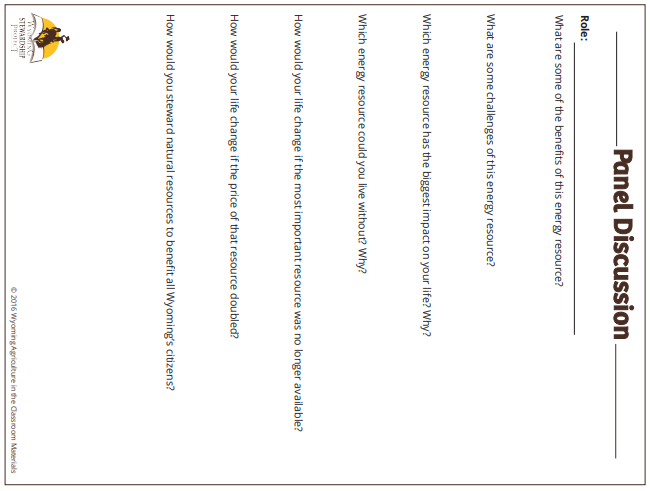 Panel Discussion
Role:
What are some of the benefits of this energy resource?
What are some challenges of this energy resource?
Which energy resource has the biggest impact on your life? Why?
Which energy resource could you live without? Why?
How would your life change if the most important resource was no longer available?
How would your life change if the price of that resource doubled?
How would you steward natural resources to benefit all Wyoming's citizens?
WYOMING
STEWARDSHIP
PROJECT
© 2016 Wyoming Agriculture in the Classroom Materials